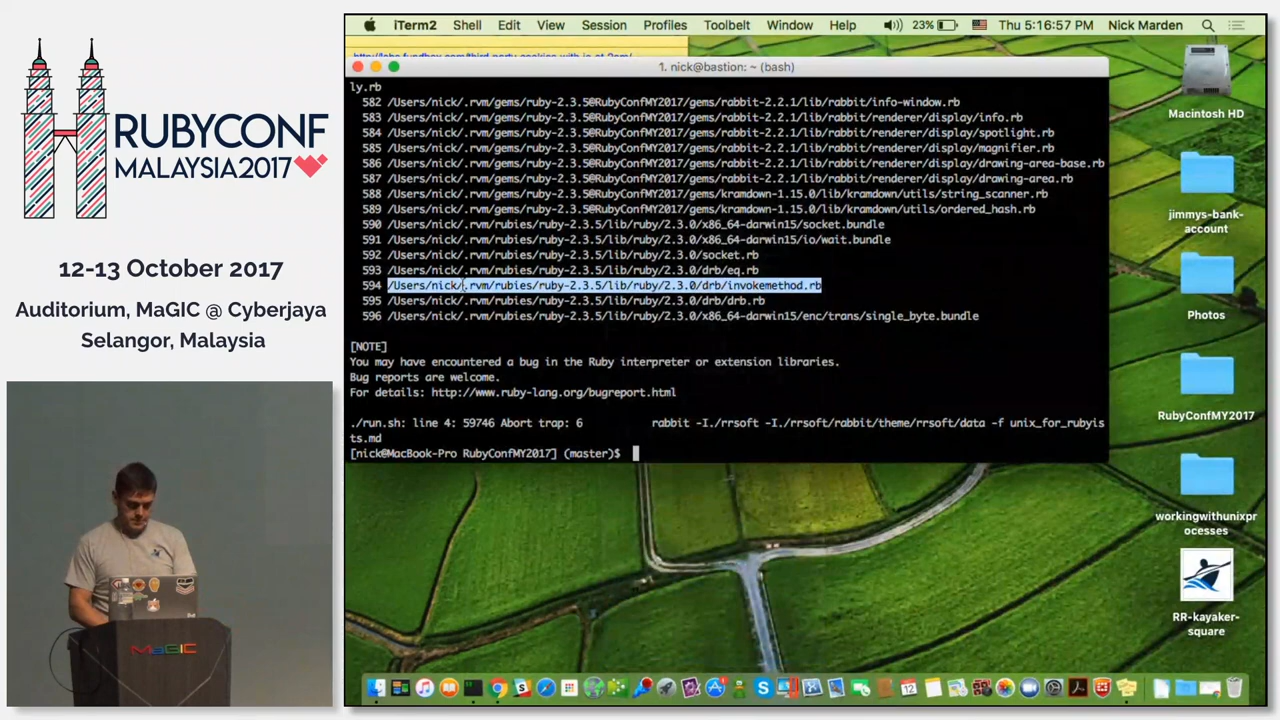 RUBYCONF
MALAYSIA2017
12-13 October 2017
Auditorium, MaGIC @ Cyberjaya
Selangor, Malaysia
MaGIC
iTerm2 Shell Edit View Session Profiles Toolbelt Window Help 23% Thu 5:16:57 PM Nick Marden
1. nick@bastion: ~ (bash)
ly.rb
582 /Users/nick/.rvm/gems/ruby-2.3.5@RubyConfMY2017/gems/rabbit-2.2.1/lib/rabbit/info-window.rb
583 /Users/nick/.rvm/gems/ruby-2.3.5@RubyConfMY2017/gems/rabbit-2.2.1/lib/rabbit/renderer/display/info.rb
584 /Users/nick/.rvm/gems/ruby-2.3.5@RubyConfMY2017/gems/rabbit-2.2.1/lib/rabbit/renderer/display/spotlight.rb
585 /Users/nick/.rvm/gems/ruby-2.3.5@RubyConfMY2017/gems/rabbit-2.2.1/lib/rabbit/renderer/display/magnifier.rb
586 /Users/nick/.rvm/gems/ruby-2.3.5@RubyConfMY2017/gems/rabbit-2.2.1/lib/rabbit/renderer/display/drawing-area-base.rb
587 /Users/nick/.rvm/gems/ruby-2.3.5@RubyConfMY2017/gems/rabbit-2.2.1/lib/rabbit/renderer/display/drawing-area.rb
588 /Users/nick/.rvm/gems/ruby-2.3.5@RubyConfMY2017/gems/kramdown-1.15.0/lib/kramdown/utils/string_scanner.rb
589 /Users/nick/.rvm/gems/ruby-2.3.5@RubyConfMY2017/gems/kramdown-1.15.0/lib/kramdown/utils/ordered_hash.rb
590 /Users/nick/.rvm/rubies/ruby-2.3.5/lib/ruby/2.3.0/x86_64-darwin15/socket.bundle
591 /Users/nick/.rvm/rubies/ruby-2.3.5/lib/ruby/2.3.0/x86_64-darwin15/io/wait.bundle
592 /Users/nick/.rvm/rubies/ruby-2.3.5/lib/ruby/2.3.0/socket.rb
593 /Users/nick/.rvm/rubies/ruby-2.3.5/lib/ruby/2.3.0/drb/eq.rb
594 /Users/nick/.rvm/rubies/ruby-2.3.5/lib/ruby/2.3.0/drb/invokemethod.rb
595 /Users/nick/.rvm/rubies/ruby-2.3.5/lib/ruby/2.3.0/drb/drb.rb
596 /Users/nick/.rvm/rubies/ruby-2.3.5/lib/ruby/2.3.0/x86_64-darwin15/enc/trans/single_byte.bundle
[NOTE]
You may have encountered a bug in the Ruby interpreter or extension libraries.
Bug reports are welcome.
For details: http://www.ruby-lang.org/bugreport.html
./run.sh: line 4: 59746 Abort trap: 6 rabbit -I./rrsoft -I./rrsoft/rabbit/theme/rrsoft/data -f unix_for_rubyis
ts.md
[nick@MacBook-Pro RubyConfMY2017] (master)$
Macintosh HD
jimmys-bank-
account
Photos
RubyConfMY2017
workingwithunixpr
ocesses
RR-kayaker-
square